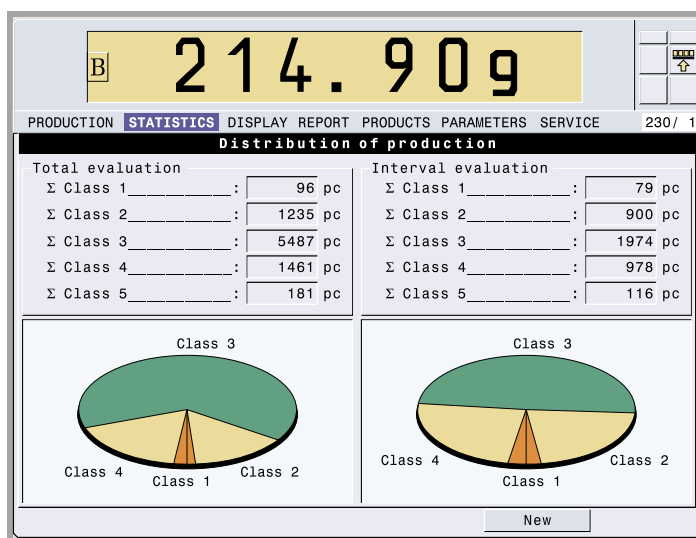 B 214.90g
PRODUCTION STATISTICS DISPLAY REPORT PRODUCTS PARAMETERS SERVICE 230/ 1
Distribution of production
Total evaluation
Σ Class 1__________: 96 pc
Σ Class 2__________: 1235 pc
Σ Class 3__________: 5487 pc
Σ Class 4__________: 1461 pc
Σ Class 5__________: 181 pc
Interval evaluation
Σ Class 1__________: 79 pc
Σ Class 2__________: 900 pc
Σ Class 3__________: 1974 pc
Σ Class 4__________: 978 pc
Σ Class 5__________: 116 pc
Class 3
Class 4
Class 1
Class 2
Class 3
Class 4
Class 1
Class 2
New